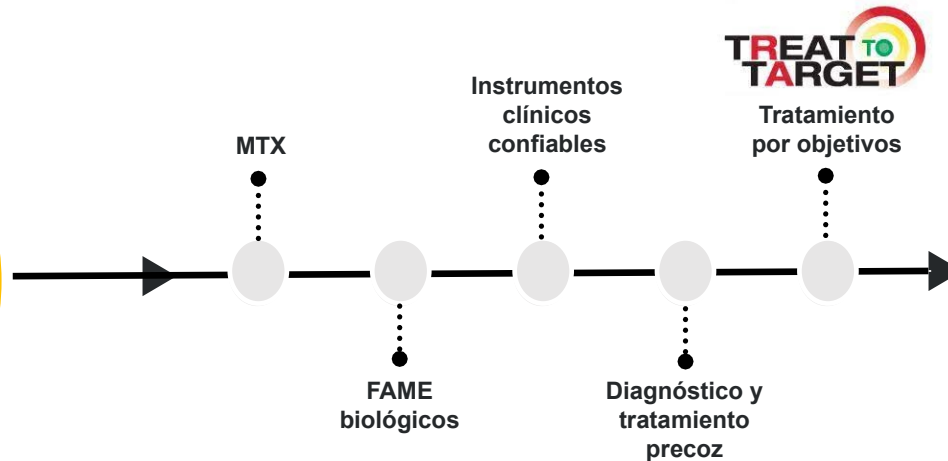 TREAT TO
TARGET
Instrumentos
clínicos
confiables
Tratamiento
por objetivos
MTX
FAME
biológicos
Diagnóstico y
tratamiento
precoz